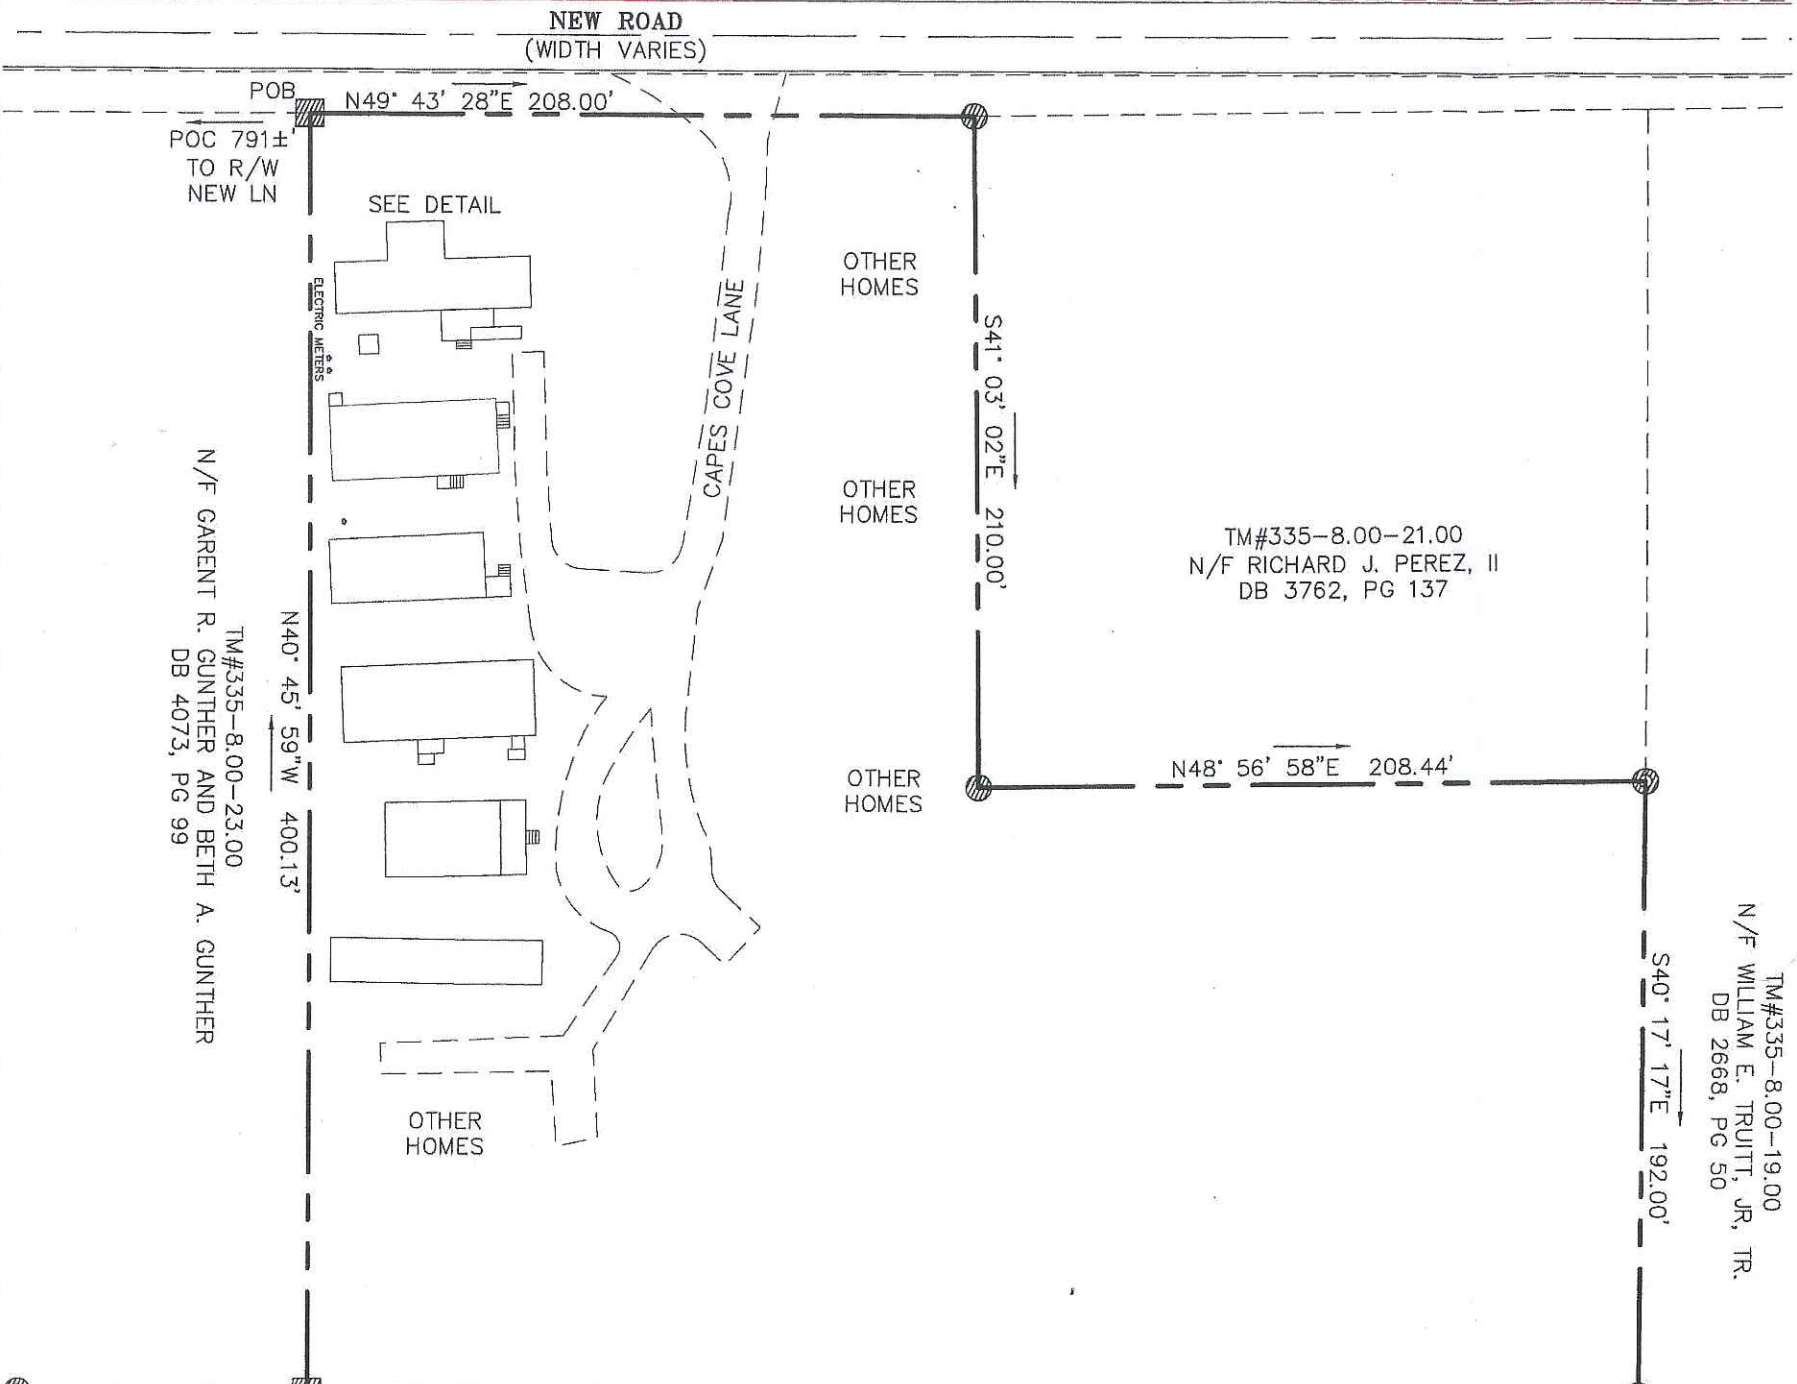 NEW ROAD
(WIDTH VARIES)
POB
N49° 43' 28"E 208.00'
POC 791±'
TO R/W
NEW LN
SEE DETAIL
ELECTRIC METERS
CAPES COVE LANE
OTHER
HOMES
S41° 03' 02"E 210.00'
OTHER
HOMES
TM#335-8.00-21.00
N/F RICHARD J. PEREZ, II
DB 3762, PG 137
N48° 56' 58"E 208.44'
OTHER
HOMES
N40° 45' 59"W 400.13'
TM#335-8.00-23.00
N/F GARENT R. GUNTHER AND BETH A. GUNTHER
DB 4073, PG 99
TM#335-8.00-19.00
N/F WILLIAM E. TRUITT, JR, TR.
DB 2668, PG 50
S40° 17' 17"E 192.00'
OTHER
HOMES